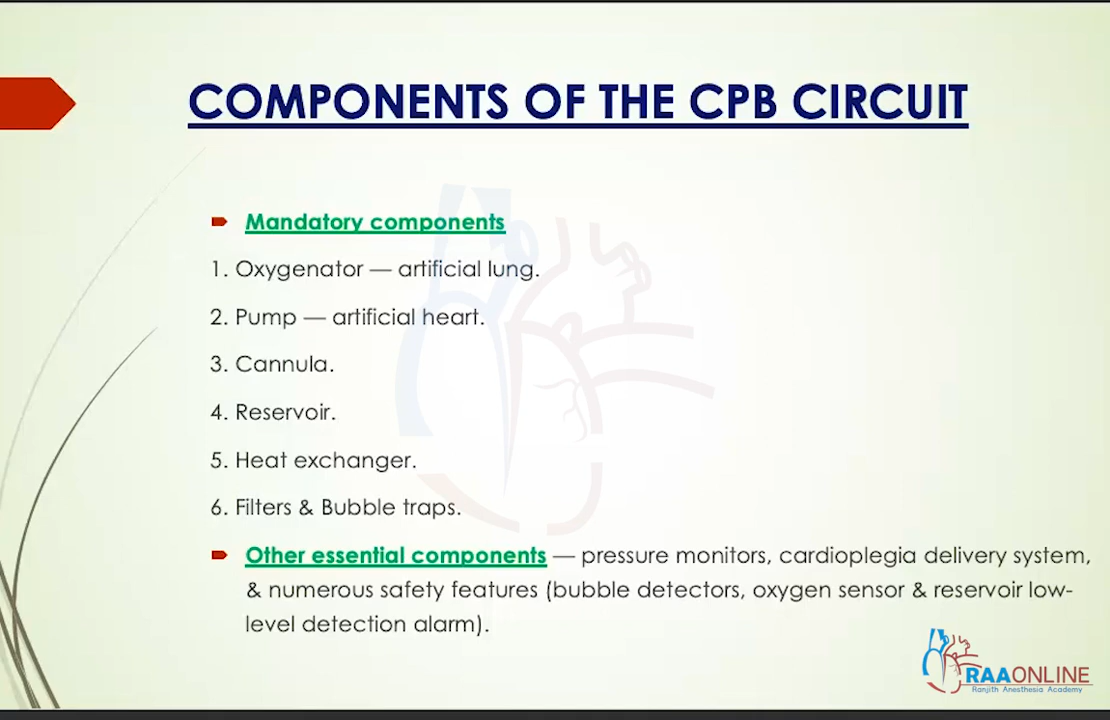 COMPONENTS OF THE CPB CIRCUIT
Mandatory components
1. Oxygenator — artificial lung.
2. Pump — artificial heart.
3. Cannula.
4. Reservoir.
5. Heat exchanger.
6. Filters & Bubble traps.
Other essential components — pressure monitors, cardioplegia delivery system,
& numerous safety features (bubble detectors, oxygen sensor & reservoir low-
level detection alarm).
RAAONLINE
Ranjith Anesthesia Academy